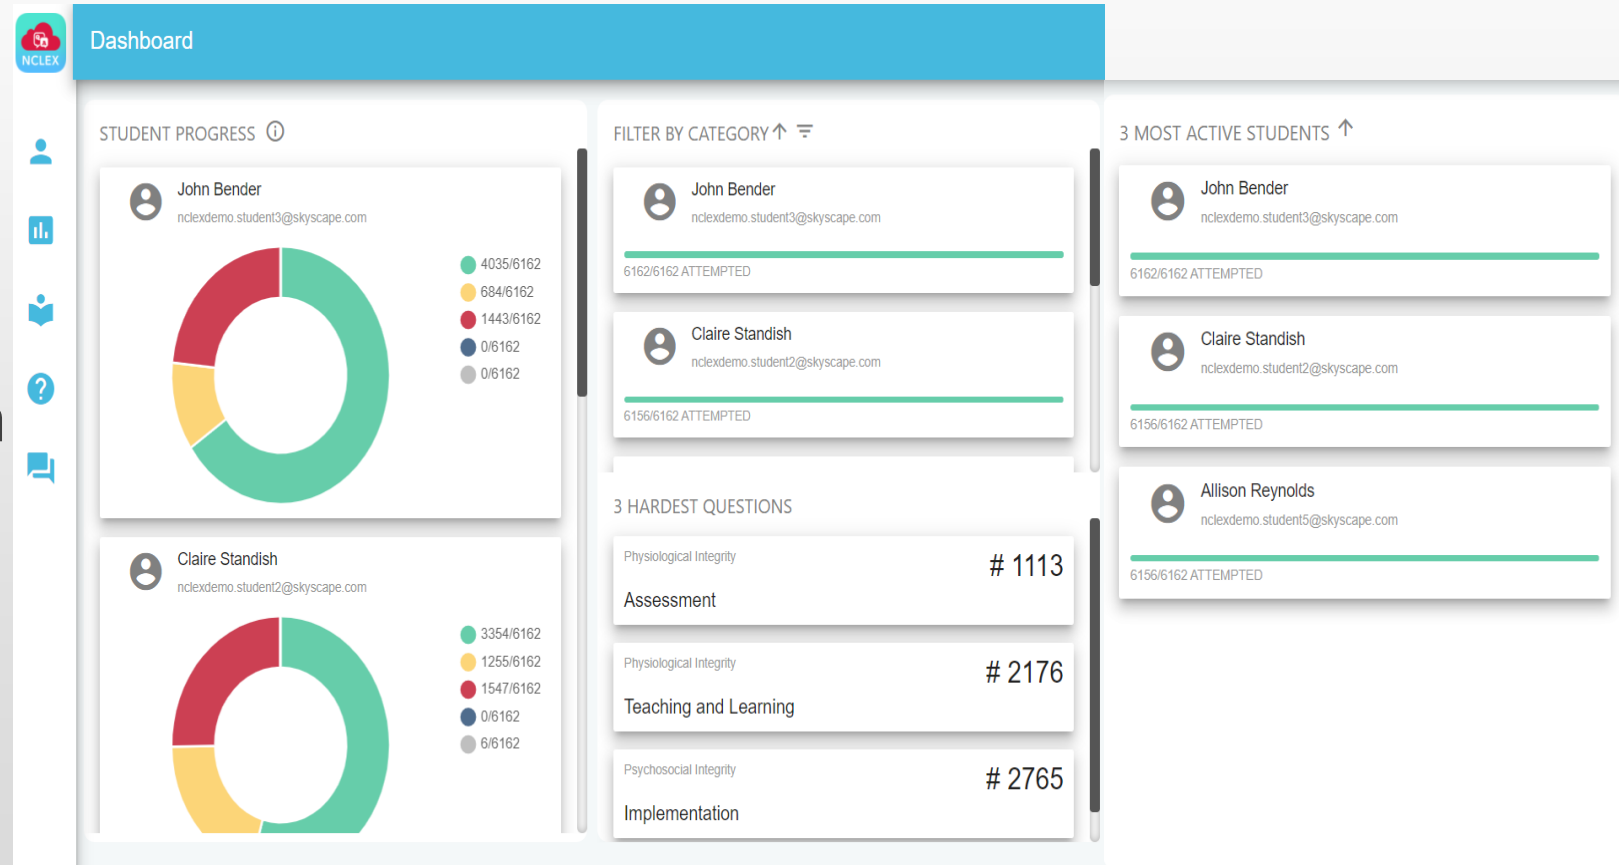 NCLEX
Dashboard
STUDENT PROGRESS
John Bender
nclexdemo.student3@skyscape.com
4035/6162
684/6162
1443/6162
0/6162
0/6162
Claire Standish
nclexdemo.student2@skyscape.com
3354/6162
1255/6162
1547/6162
0/6162
6/6162
FILTER BY CATEGORY
John Bender
nclexdemo.student3@skyscape.com
6162/6162 ATTEMPTED
Claire Standish
nclexdemo.student2@skyscape.com
6156/6162 ATTEMPTED
3 HARDEST QUESTIONS
Physiological Integrity
# 1113
Assessment
Physiological Integrity
# 2176
Teaching and Learning
Psychosocial Integrity
# 2765
Implementation
3 MOST ACTIVE STUDENTS
John Bender
nclexdemo.student3@skyscape.com
6162/6162 ATTEMPTED
Claire Standish
nclexdemo.student2@skyscape.com
6156/6162 ATTEMPTED
Allison Reynolds
nclexdemo.student5@skyscape.com
6156/6162 ATTEMPTED